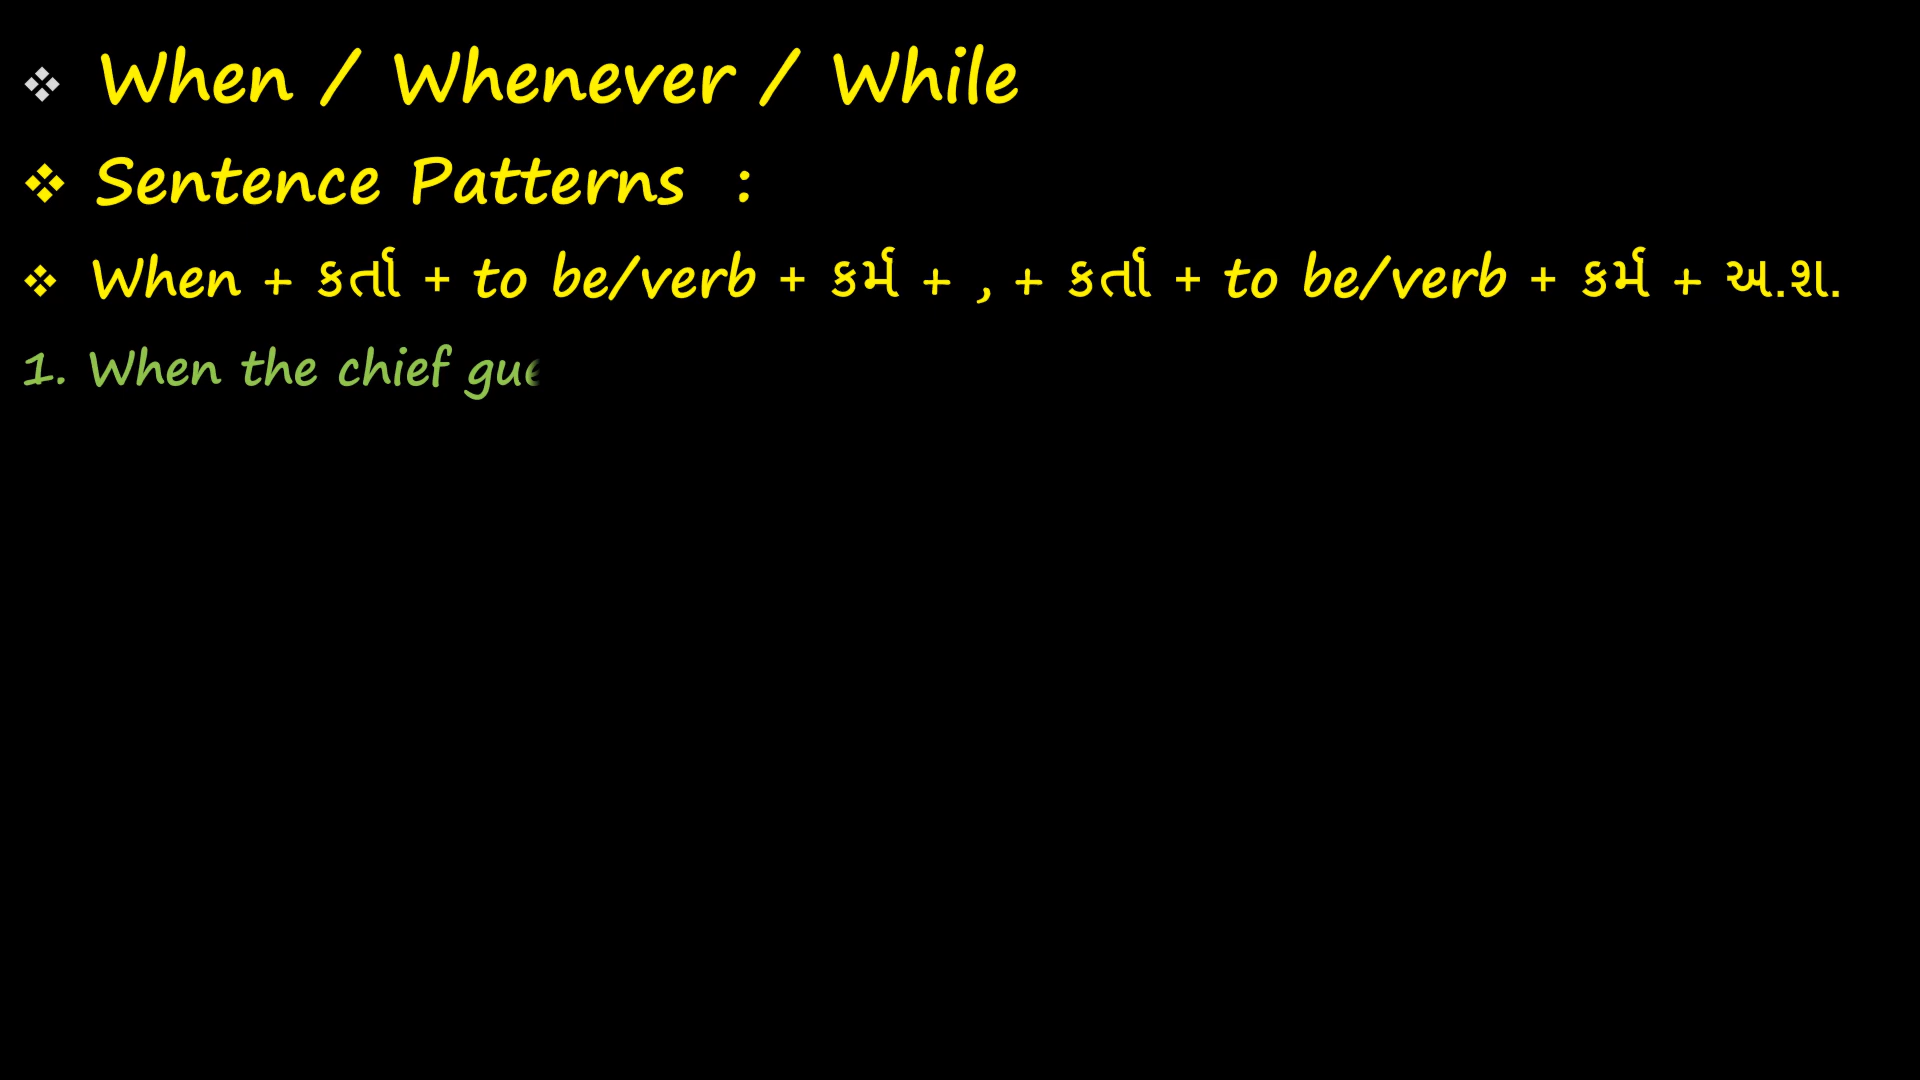 ❖ When / Whenever / While
❖ Sentence Patterns :
❖ When + કર્તા + to be/verb + કર્મ + , + કર્તા + to be/verb + કર્મ + અ.શ.
1. When the chief gue